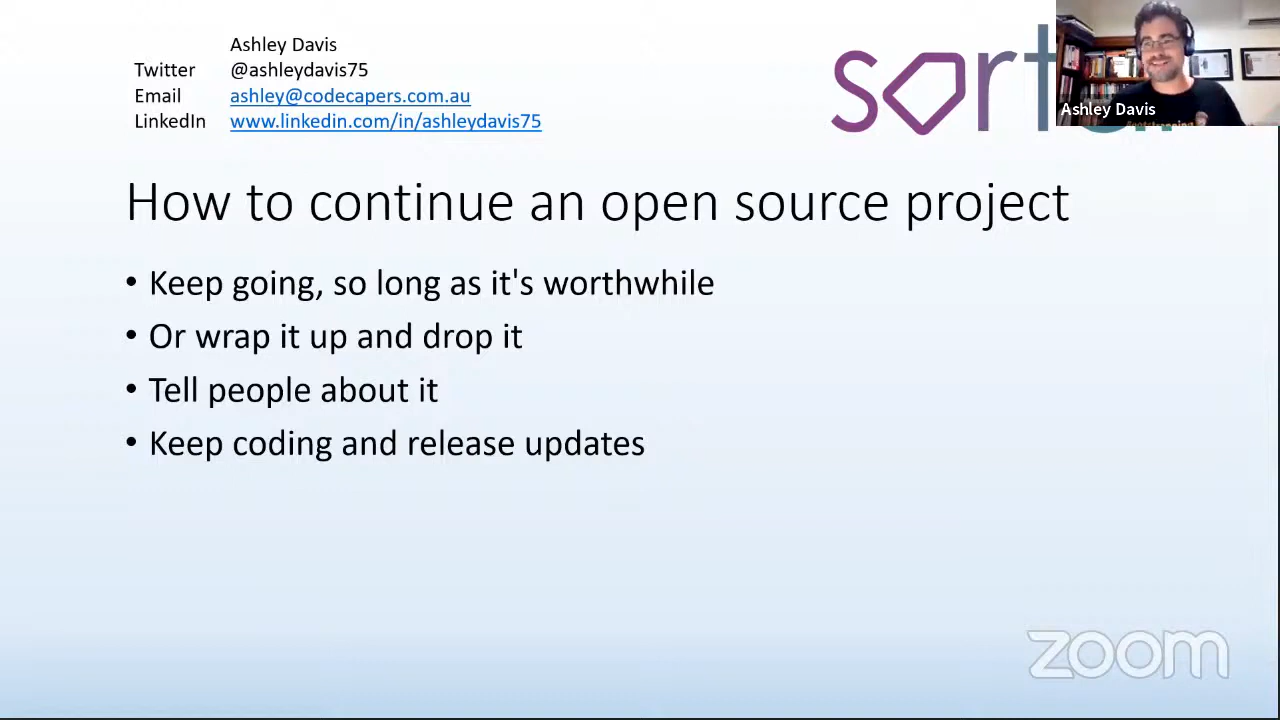 Ashley Davis
Twitter @ashleydavis75
Email ashley@codecapers.com.au
LinkedIn www.linkedin.com/in/ashleydavis75
Ashley Davis
How to continue an open source project
• Keep going, so long as it's worthwhile
• Or wrap it up and drop it
• Tell people about it
• Keep coding and release updates
zoom